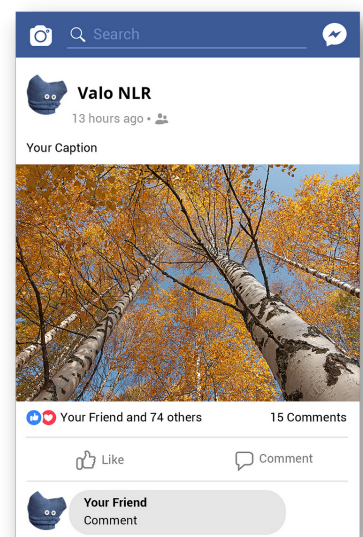 Search
Valo NLR
13 hours ago •
Your Caption
Your Friend and 74 others 15 Comments
Like Comment
Your Friend
Comment